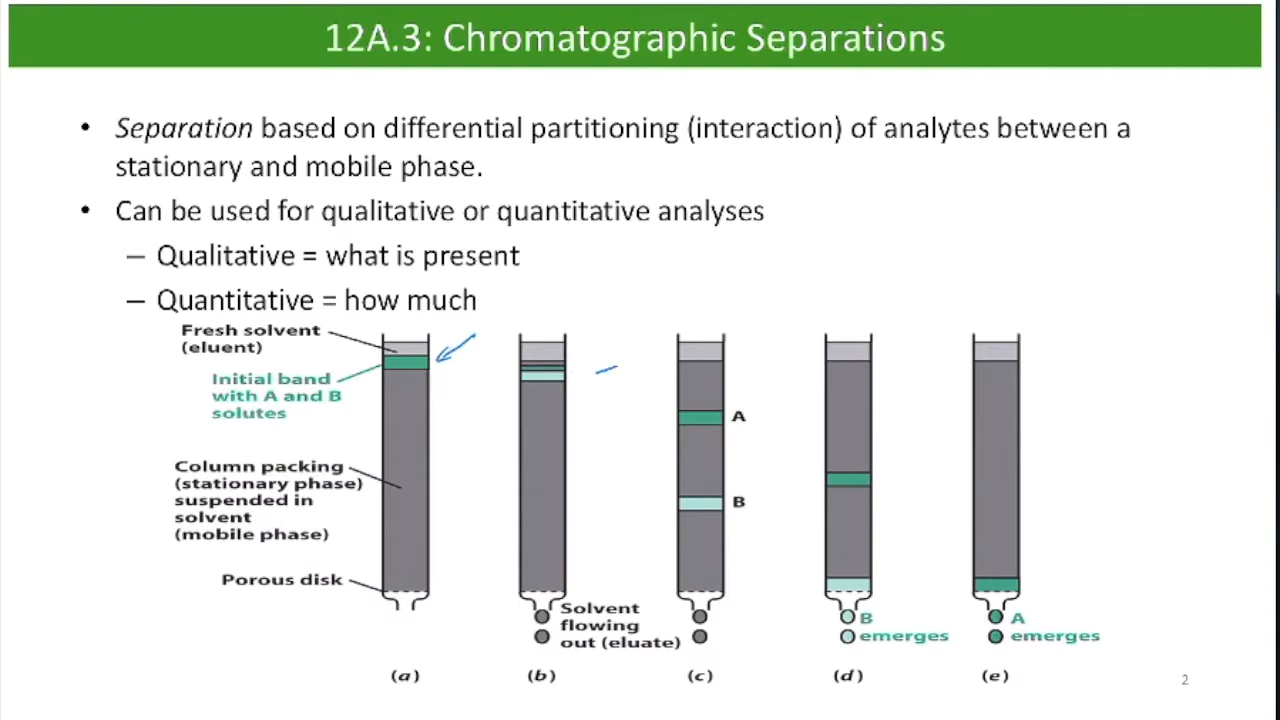 12A.3: Chromatographic Separations
• Separation based on differential partitioning (interaction) of analytes between a
stationary and mobile phase.
• Can be used for qualitative or quantitative analyses
– Qualitative = what is present
– Quantitative = how much
Fresh solvent
(eluent)
Initial band
with A and B
solutes
Column packing
(stationary phase)
suspended in
solvent
(mobile phase)
Porous disk
Solvent
flowing
out (eluate)
A
B
B
emerges
A
emerges
(a) (b) (c) (d) (e)
2